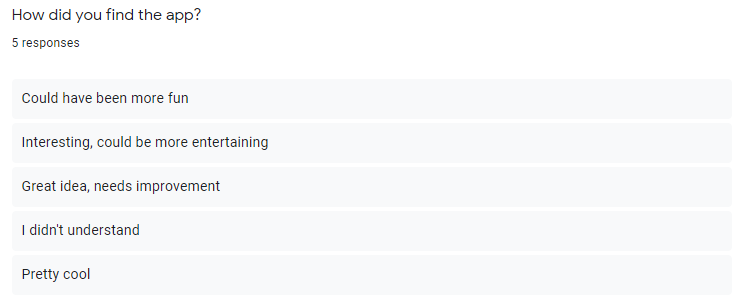 How did you find the app?
5 responses
Could have been more fun
Interesting, could be more entertaining
Great idea, needs improvement
I didn't understand
Pretty cool